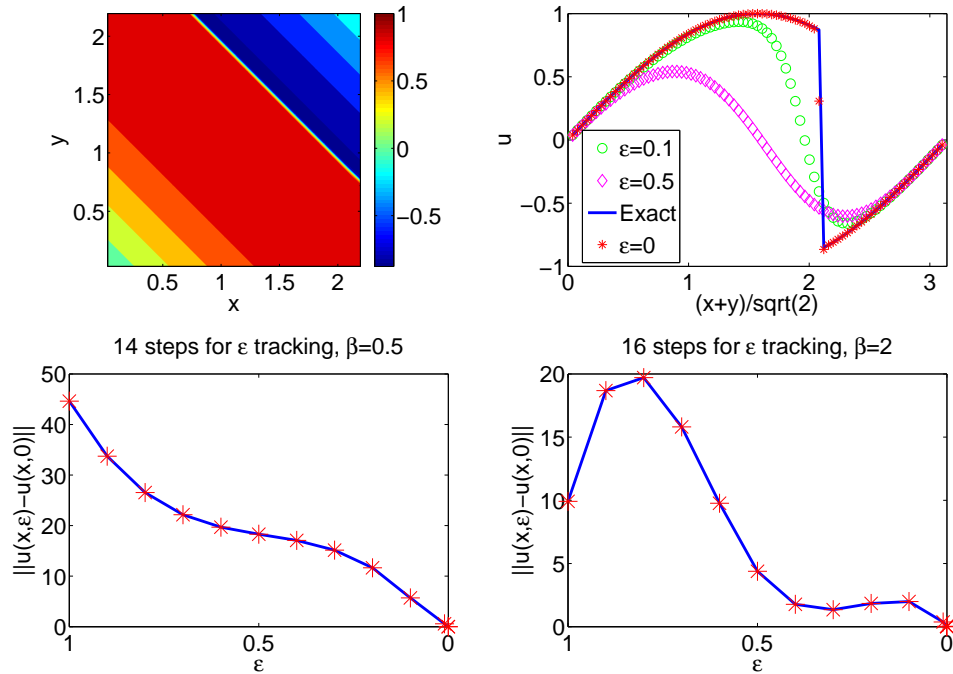 2
1.5
1
0.5
y
0.5
1
1.5
2
x
1
0.5
0
−0.5
1
0.5
0
−0.5
−1
u
0
1
2
3
(x+y)/sqrt(2)
ε=0.1
ε=0.5
Exact
ε=0
14 steps for ε tracking, β=0.5
50
40
30
20
10
0
||u(x,ε)−u(x,0)||
1
0.5
0
ε
16 steps for ε tracking, β=2
20
15
10
5
0
||u(x,ε)−u(x,0)||
1
0.5
0
ε